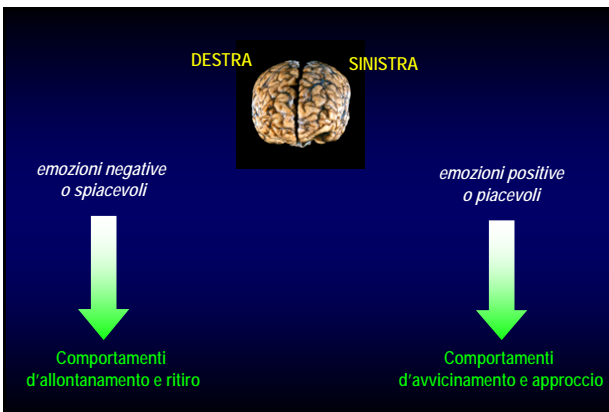 DESTRA
SINISTRA
emozioni negative
o spiacevoli
emozioni positive
o piacevoli
Comportamenti
d'allontanamento e ritiro
Comportamenti
d'avvicinamento e approccio